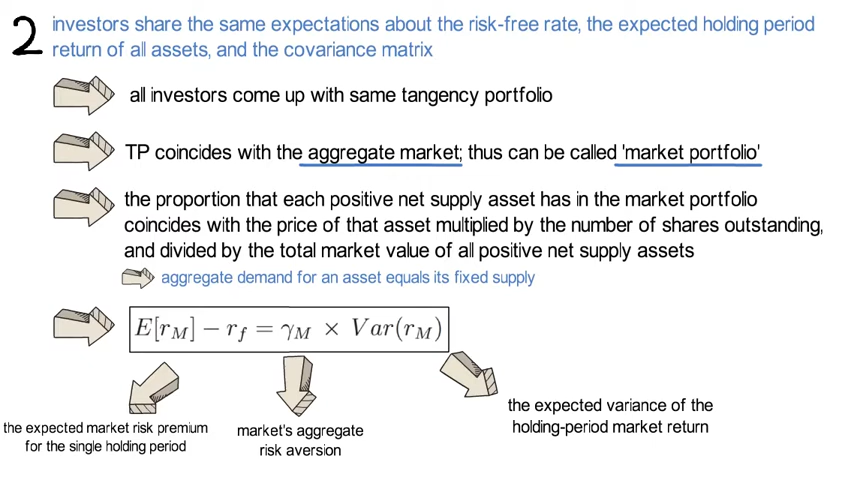 2
investors share the same expectations about the risk-free rate, the expected holding period
return of all assets, and the covariance matrix
all investors come up with same tangency portfolio
TP coincides with the aggregate market; thus can be called 'market portfolio'
the proportion that each positive net supply asset has in the market portfolio
coincides with the price of that asset multiplied by the number of shares outstanding,
and divided by the total market value of all positive net supply assets
aggregate demand for an asset equals its fixed supply
E[r_M] − r_f = γ_M × Var(r_M)
the expected market risk premium
for the single holding period
market's aggregate
risk aversion
the expected variance of the
holding-period market return